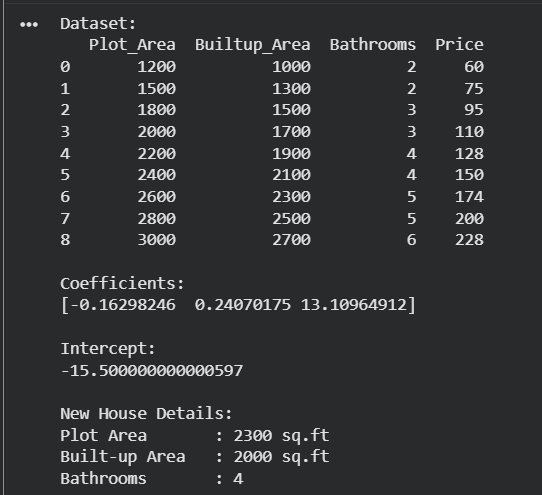 Dataset:
   Plot_Area  Builtup_Area  Bathrooms  Price
0       1200          1000          2     60
1       1500          1300          2     75
2       1800          1500          3     95
3       2000          1700          3    110
4       2200          1900          4    128
5       2400          2100          4    150
6       2600          2300          5    174
7       2800          2500          5    200
8       3000          2700          6    228
Coefficients:
[-0.16298246  0.24070175 13.10964912]
Intercept:
-15.500000000000597
New House Details:
Plot Area       : 2300 sq.ft
Built-up Area   : 2000 sq.ft
Bathrooms       : 4